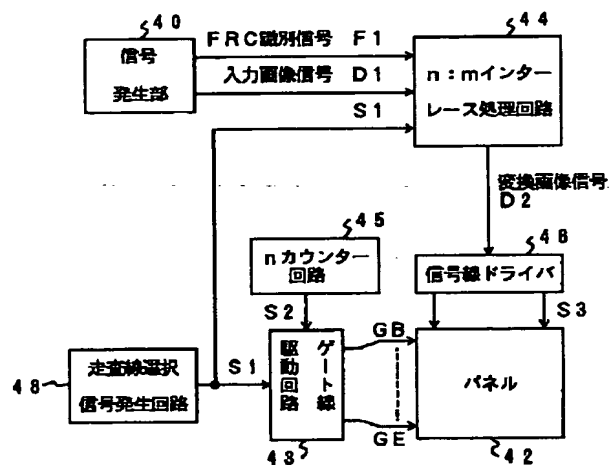 40
信号
発生部
FRC識別信号 F1
入力画像信号 D1
S1
44
n:mインター
レース処理回路
変換画像信号
D2
45
nカウンター
回路
S2
46
信号線ドライバ
S3
48
走査線選択
信号発生回路
S1
ゲート線
駆動回路
43
GB
GE
パネル
42